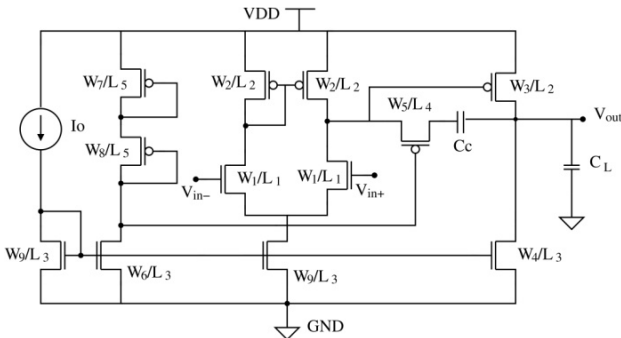 VDD
W7/L5
W2/L2
W2/L2
W3/L2
Io
W5/L4
Vout
W8/L5
Cc
CL
W1/L1
W1/L1
Vin−
Vin+
W9/L3
W6/L3
W9/L3
W4/L3
GND